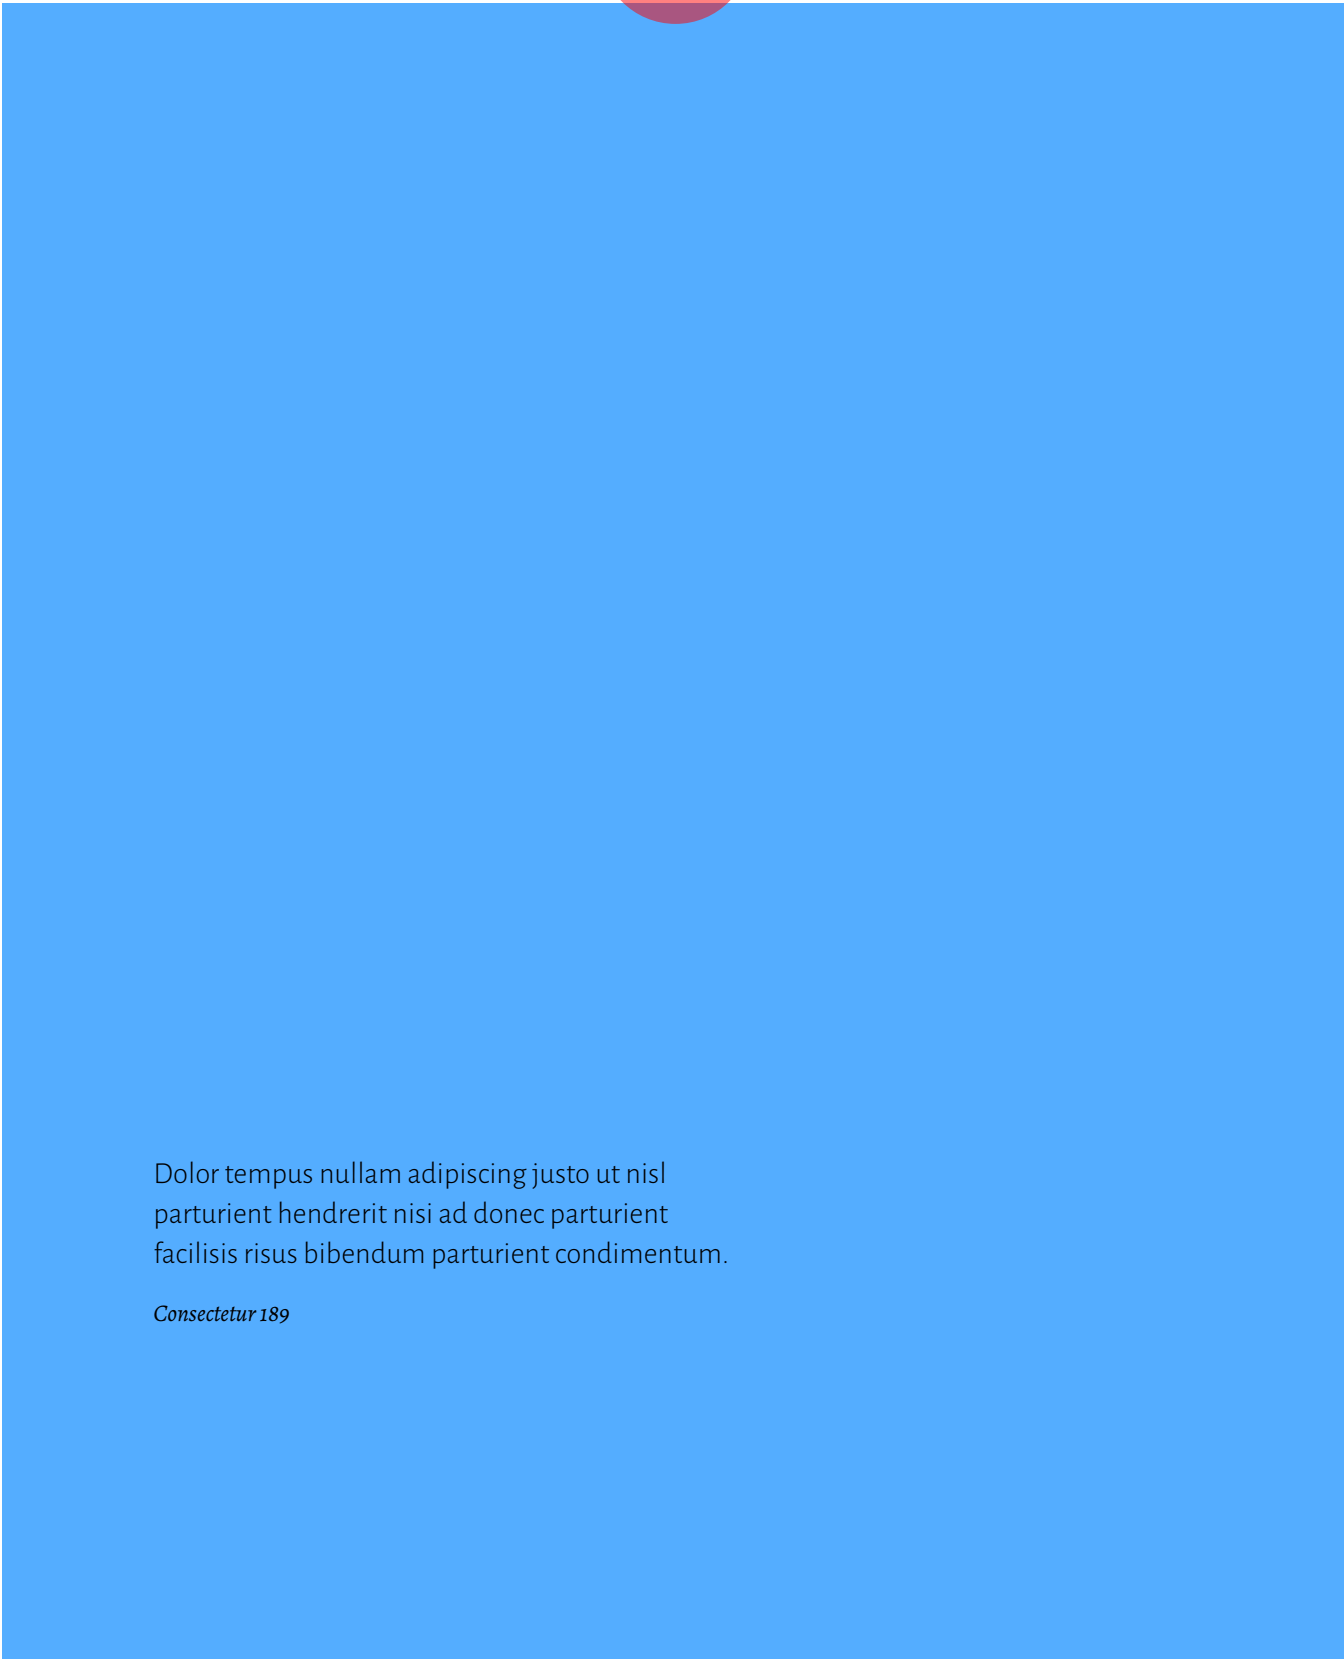 Dolor tempus nullam adipiscing justo ut nisl
parturient hendrerit nisi ad donec parturient
facilisis risus bibendum parturient condimentum.
Consectetur 189